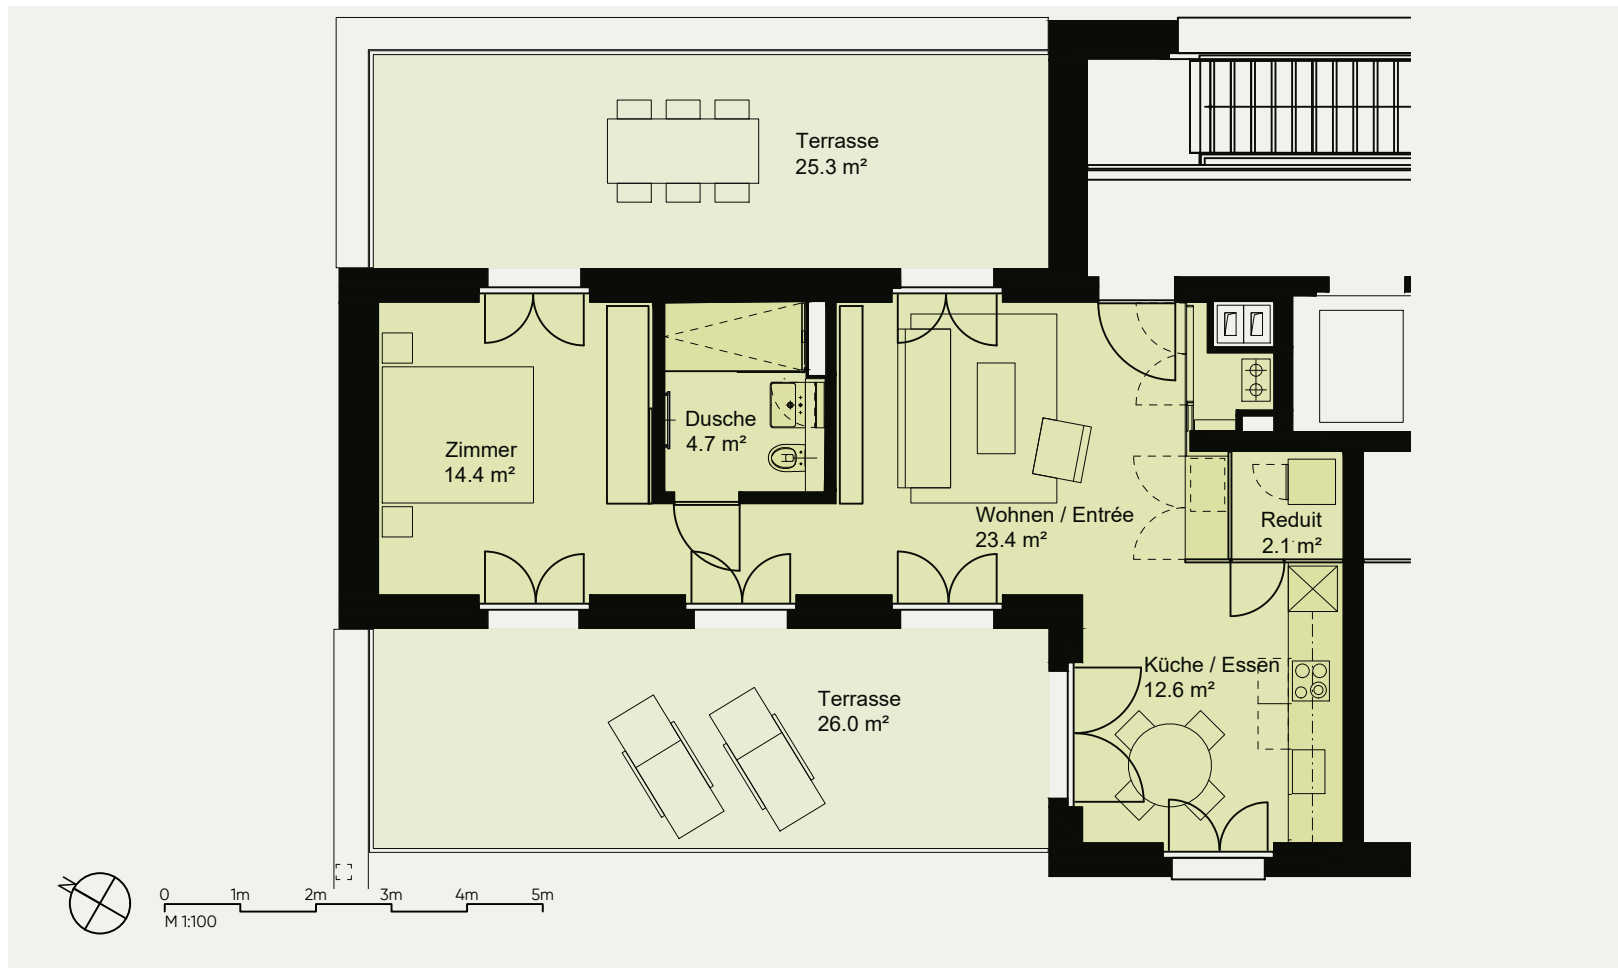 Terrasse
25.3 m²
Zimmer
14.4 m²
Dusche
4.7 m²
Wohnen / Entrée
23.4 m²
Reduit
2.1 m²
Küche / Essen
12.6 m²
Terrasse
26.0 m²
N
0 1m 2m 3m 4m 5m
M 1:100